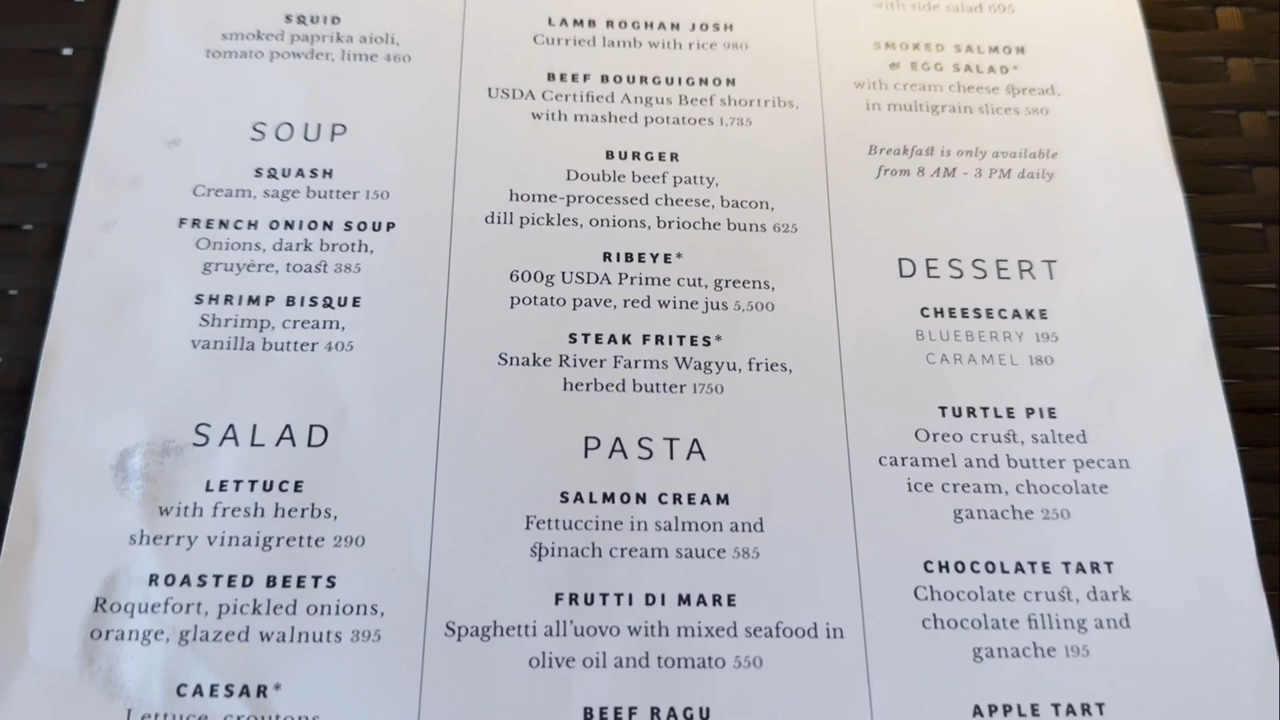 SQUID
smoked paprika aioli,
tomato powder, lime 460
SOUP
SQUASH
Cream, sage butter 150
FRENCH ONION SOUP
Onions, dark broth,
gruyère, toast 385
SHRIMP BISQUE
Shrimp, cream,
vanilla butter 405
SALAD
LETTUCE
with fresh herbs,
sherry vinaigrette 290
ROASTED BEETS
Roquefort, pickled onions,
orange, glazed walnuts 395
CAESAR*
Lettuce, croutons
LAMB ROGHAN JOSH
Curried lamb with rice 980
BEEF BOURGUIGNON
USDA Certified Angus Beef shortribs,
with mashed potatoes 1,735
BURGER
Double beef patty,
home-processed cheese, bacon,
dill pickles, onions, brioche buns 625
RIBEYE*
600g USDA Prime cut, greens,
potato pave, red wine jus 5,500
STEAK FRITES*
Snake River Farms Wagyu, fries,
herbed butter 1750
PASTA
SALMON CREAM
Fettuccine in salmon and
spinach cream sauce 585
FRUTTI DI MARE
Spaghetti all'uovo with mixed seafood in
olive oil and tomato 550
BEEF RAGU
with side salad 695
SMOKED SALMON
& EGG SALAD*
with cream cheese spread,
in multigrain slices 580
Breakfast is only available
from 8 AM - 3 PM daily
DESSERT
CHEESECAKE
BLUEBERRY 195
CARAMEL 180
TURTLE PIE
Oreo crust, salted
caramel and butter pecan
ice cream, chocolate
ganache 250
CHOCOLATE TART
Chocolate crust, dark
chocolate filling and
ganache 195
APPLE TART